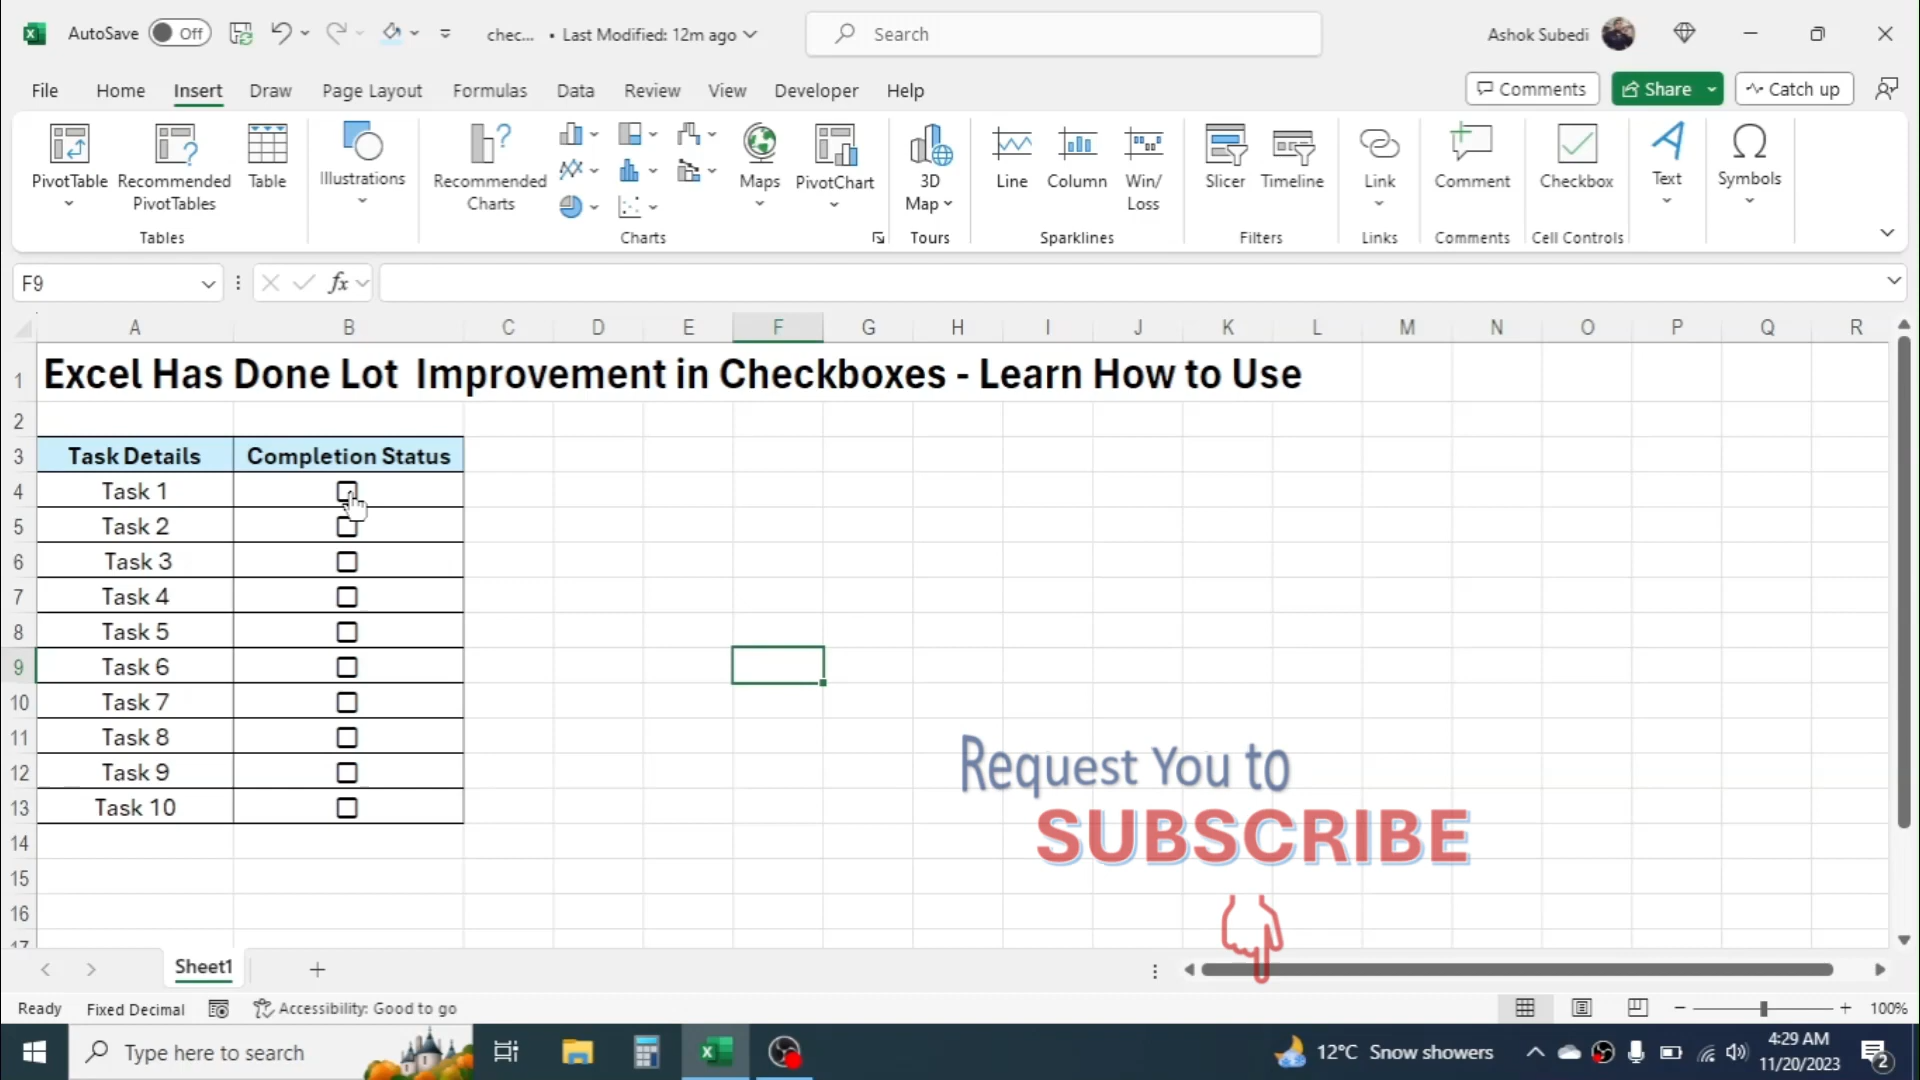 AutoSave Off chec... • Last Modified: 12m ago Search Ashok Subedi
File Home Insert Draw Page Layout Formulas Data Review View Developer Help Comments Share Catch up
PivotTable Recommended PivotTables Table Illustrations Recommended Charts Maps PivotChart 3D Map Line Column Win/Loss Slicer Timeline Link Comment Checkbox Text Symbols
Tables Charts Tours Sparklines Filters Links Comments Cell Controls
F9 fx
A B C D E F G H I J K L M N O P Q R
1 Excel Has Done Lot Improvement in Checkboxes - Learn How to Use
2
3 Task Details Completion Status
4 Task 1
5 Task 2
6 Task 3
7 Task 4
8 Task 5
9 Task 6
10 Task 7
11 Task 8
12 Task 9
13 Task 10
14
15
16
17
Request You to
SUBSCRIBE
Sheet1
Ready Fixed Decimal Accessibility: Good to go 100%
Type here to search 12°C Snow showers 4:29 AM
11/20/2023 2